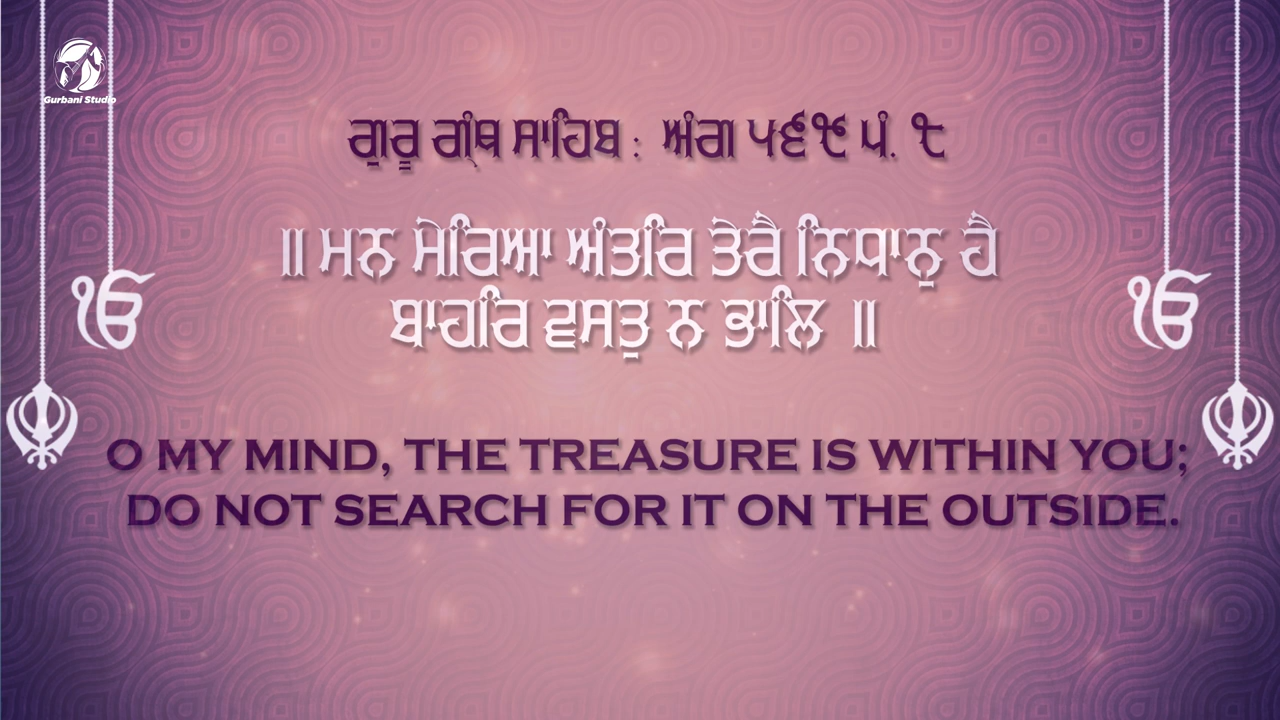 Gurbani Studio
ਗੁਰੂ ਗ੍ਰੰਥ ਸਾਹਿਬ : ਅੰਗ ੫੬੯ ਪੰ. ੯
॥ ਮਨ ਮੇਰਿਆ ਅੰਤਰਿ ਤੇਰੈ ਨਿਧਾਨੁ ਹੈ
ਬਾਹਰਿ ਵਸਤੁ ਨ ਭਾਲਿ ॥
O MY MIND, THE TREASURE IS WITHIN YOU;
DO NOT SEARCH FOR IT ON THE OUTSIDE.